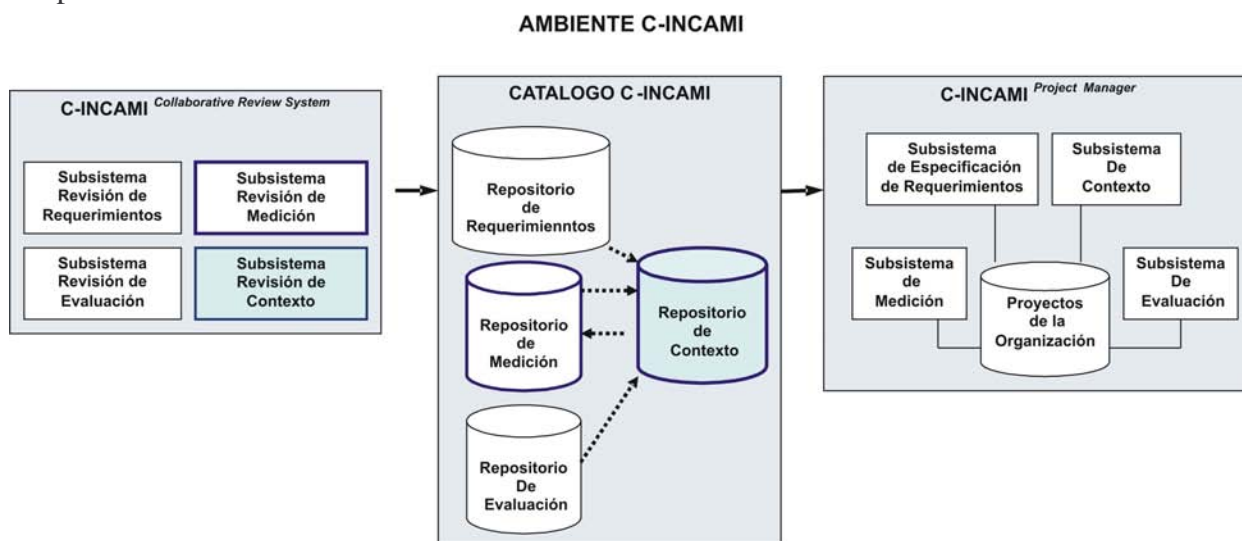 AMBIENTE C-INCAMI
C-INCAMI Collaborative Review System
Subsistema
Revisión de
Requerimientos
Subsistema
Revisión de
Medición
Subsistema
Revisión de
Evaluación
Subsistema
Revisión de
Contexto
CATALOGO C-INCAMI
Repositorio
de
Requerimienntos
Repositorio
de
Medición
Repositorio
de
Contexto
Repositorio
De
Evaluación
C-INCAMI Project Manager
Subsistema
de Especificación
de Requerimientos
Subsistema
De
Contexto
Subsistema
de
Medición
Proyectos
de la
Organización
Subsistema
De
Evaluación